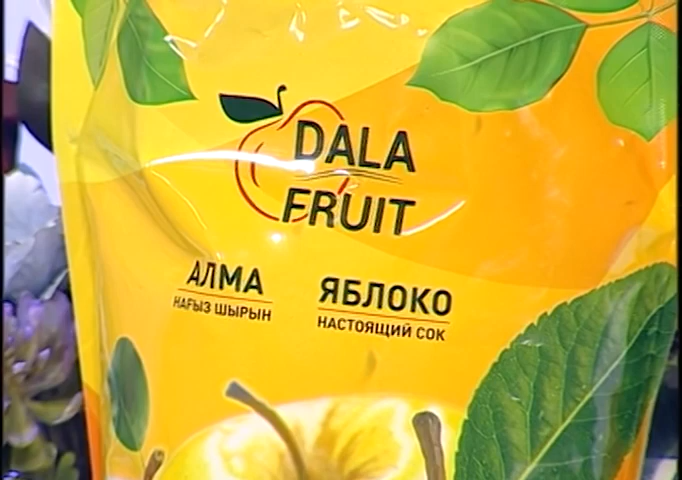 DALA
FRUIT
АЛМА
НАҒЫЗ ШЫРЫН
ЯБЛОКО
НАСТОЯЩИЙ СОК